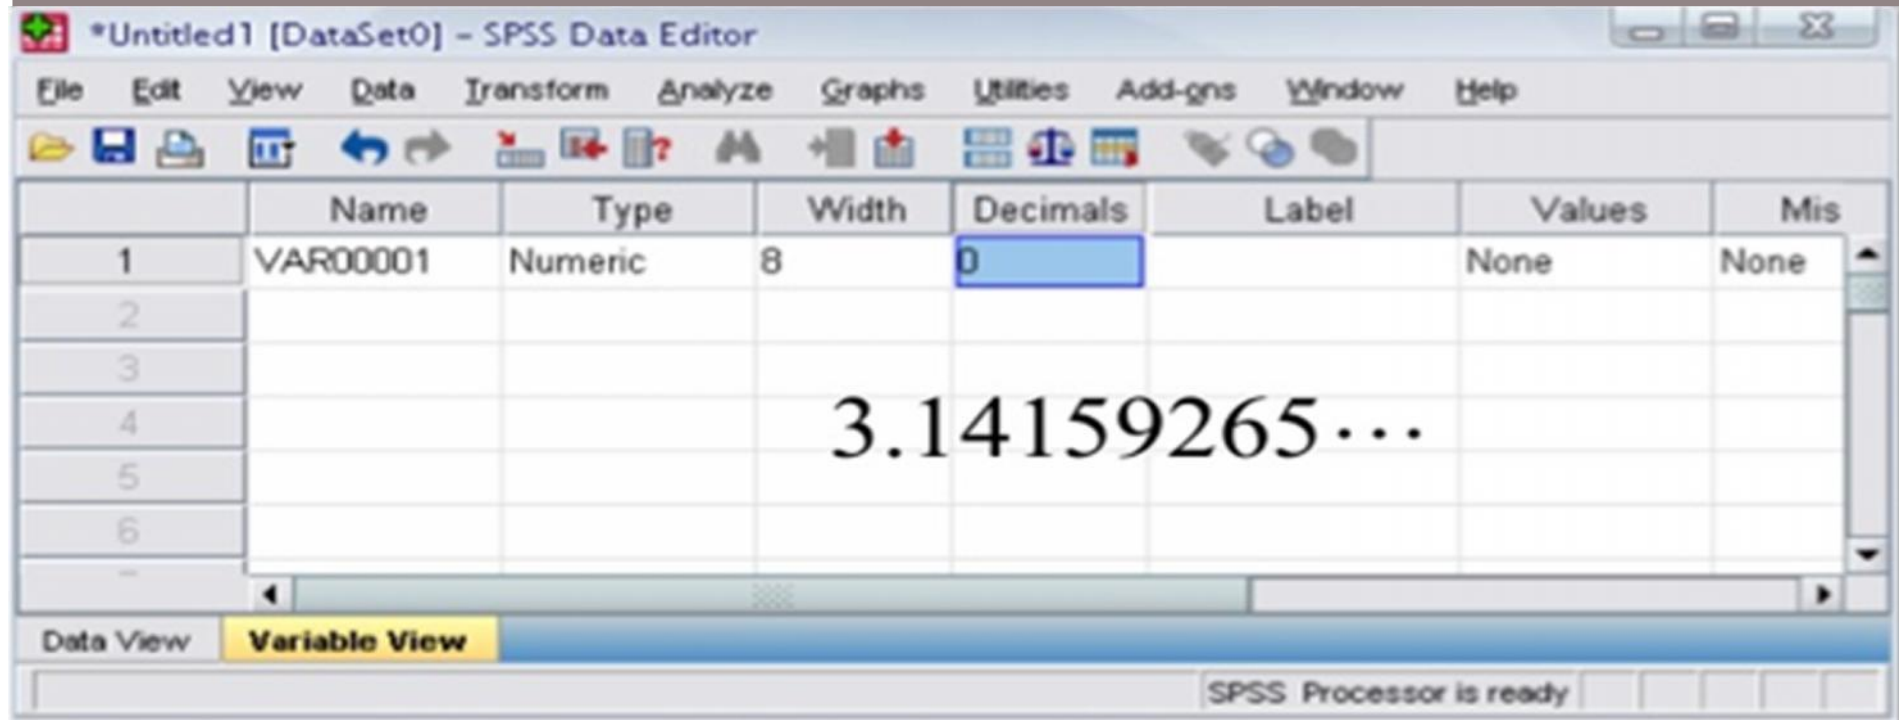 *Untitled1 [DataSet0] - SPSS Data Editor
File Edit View Data Transform Analyze Graphs Utilities Add-ons Window Help
Name Type Width Decimals Label Values Mis
1 VAR00001 Numeric 8 0 None None
2
3
4
3.14159265···
5
6
Data View Variable View
SPSS Processor is ready